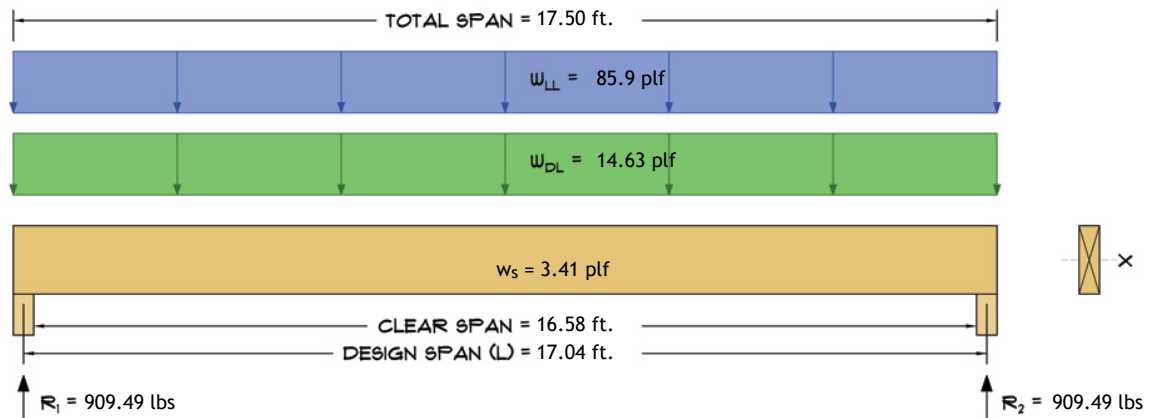 TOTAL SPAN = 17.50 ft.
WLL = 85.9 plf
WDL = 14.63 plf
ws = 3.41 plf
X
CLEAR SPAN = 16.58 ft.
DESIGN SPAN (L) = 17.04 ft.
R1 = 909.49 lbs
R2 = 909.49 lbs